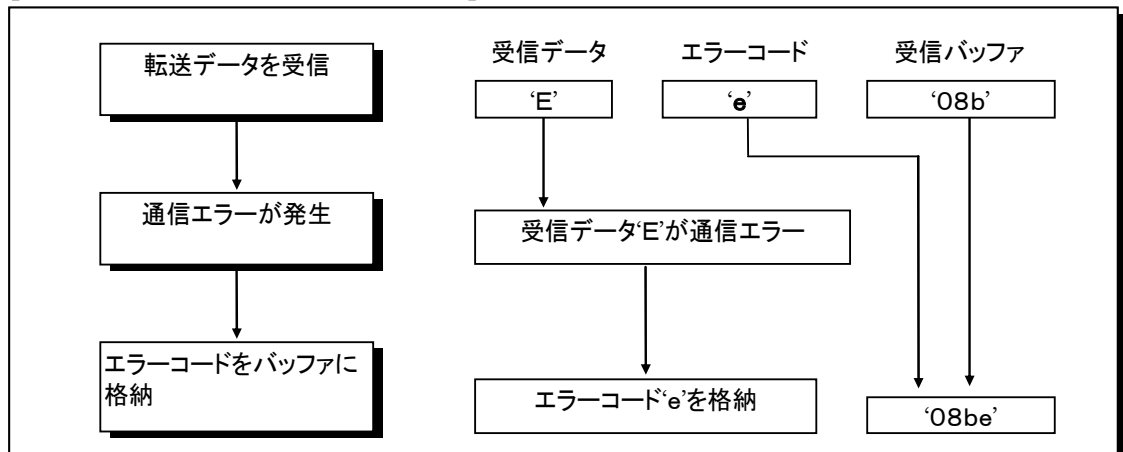 転送データを受信
受信データ
エラーコード
受信バッファ
‘E’
‘e’
‘08b’
通信エラーが発生
受信データ‘E’が通信エラー
エラーコードをバッファに
格納
エラーコード‘e’を格納
‘08be’